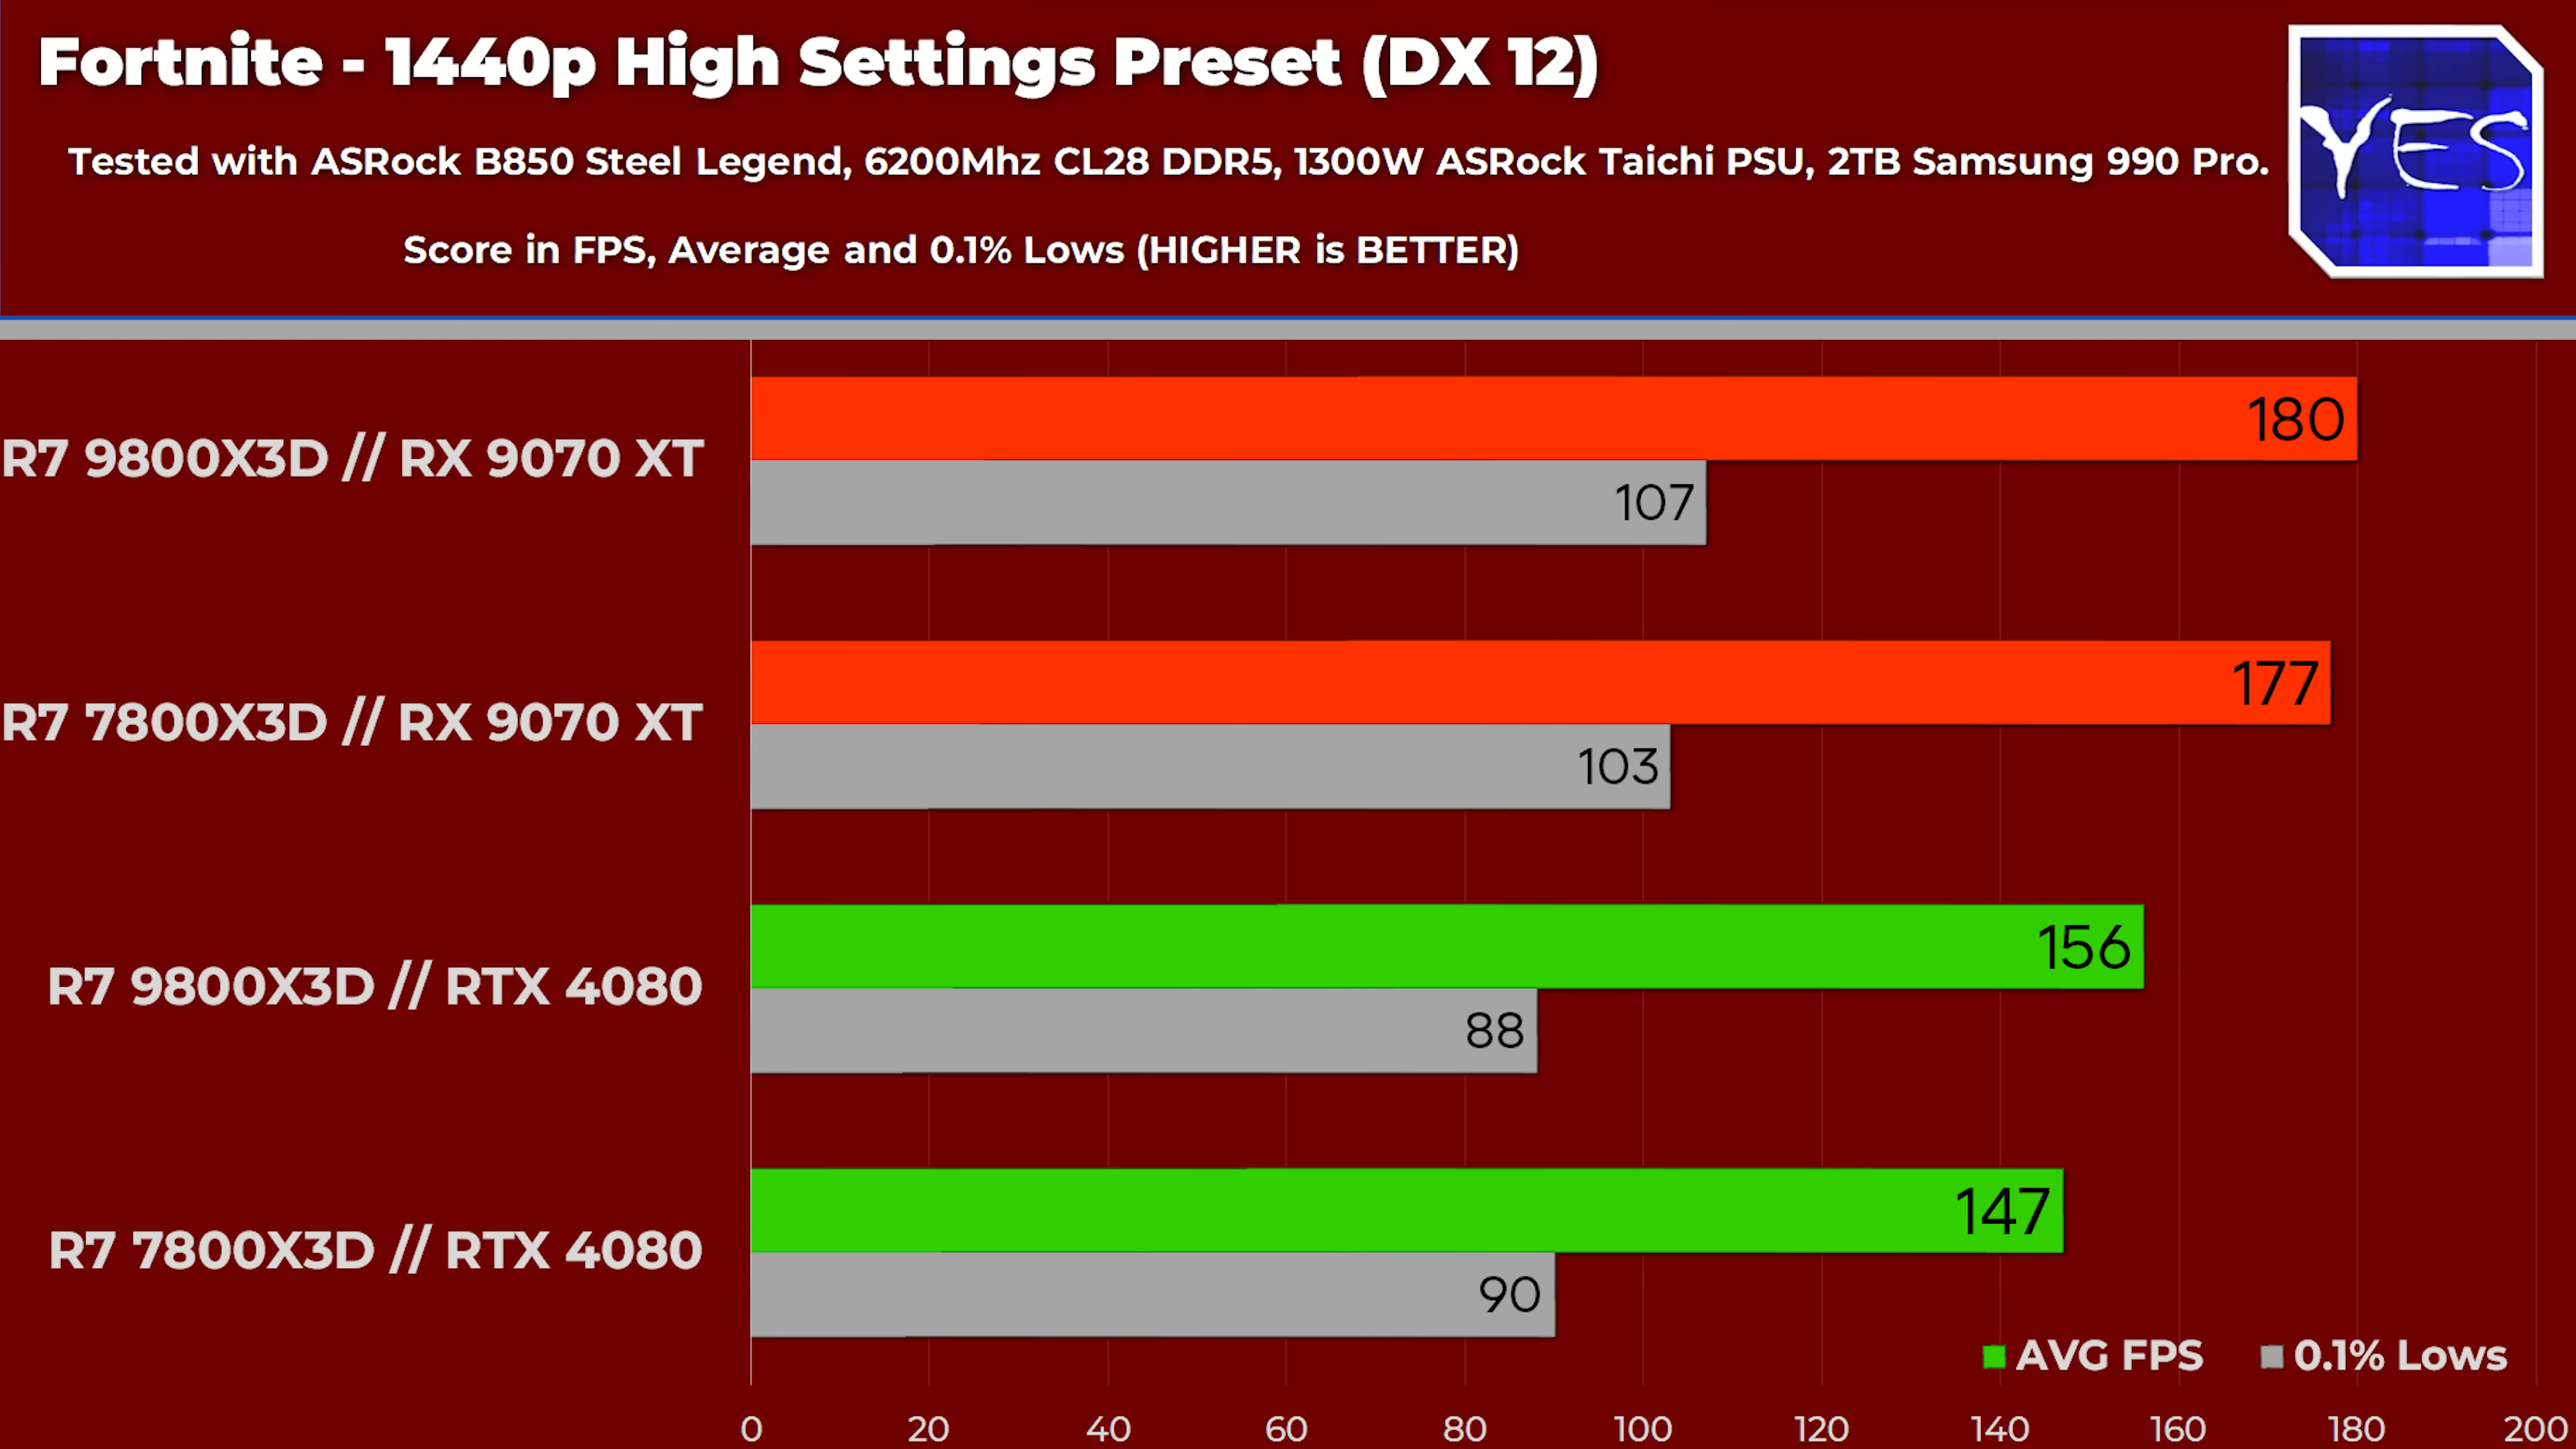 Fortnite - 1440p High Settings Preset (DX 12)
Tested with ASRock B850 Steel Legend, 6200Mhz CL28 DDR5, 1300W ASRock Taichi PSU, 2TB Samsung 990 Pro.
YES
Score in FPS, Average and 0.1% Lows (HIGHER is BETTER)
R7 9800X3D // RX 9070 XT
180
107
R7 7800X3D // RX 9070 XT
177
103
R7 9800X3D // RTX 4080
156
88
R7 7800X3D // RTX 4080
147
90
AVG FPS 0.1% Lows
0 20 40 60 80 100 120 140 160 180 200